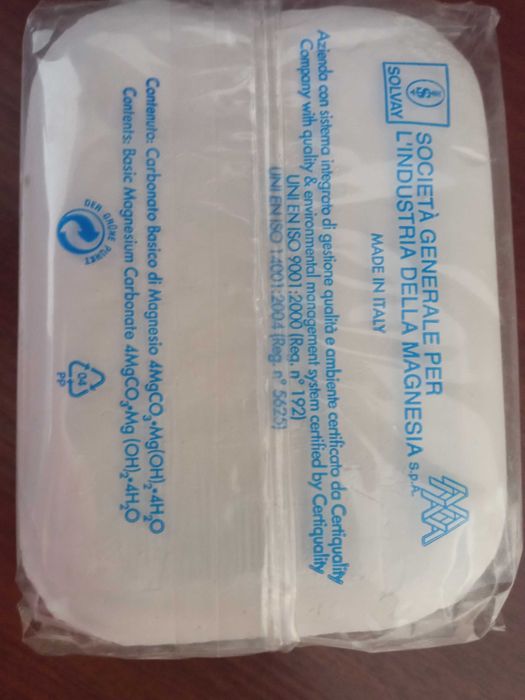 SOLVAY
SOCIETÀ GENERALE PER
L'INDUSTRIA DELLA MAGNESIA S.p.A.
MADE IN ITALY
Azienda con sistema integrato di gestione qualità e ambiente certificato da Certiquality
Company with quality & environmental management system certified by Certiquality
UNI EN ISO 9001:2000 (Reg. n° 192)
UNI EN ISO 14001:2004 (Reg. n° 5625)
Contenuto: Carbonato Basico di Magnesio 4MgCO₃•Mg(OH)₂•4H₂O
Contents: Basic Magnesium Carbonate 4MgCO₃•Mg (OH)₂•4H₂O
DER GRÜNE PUNKT
04
PP